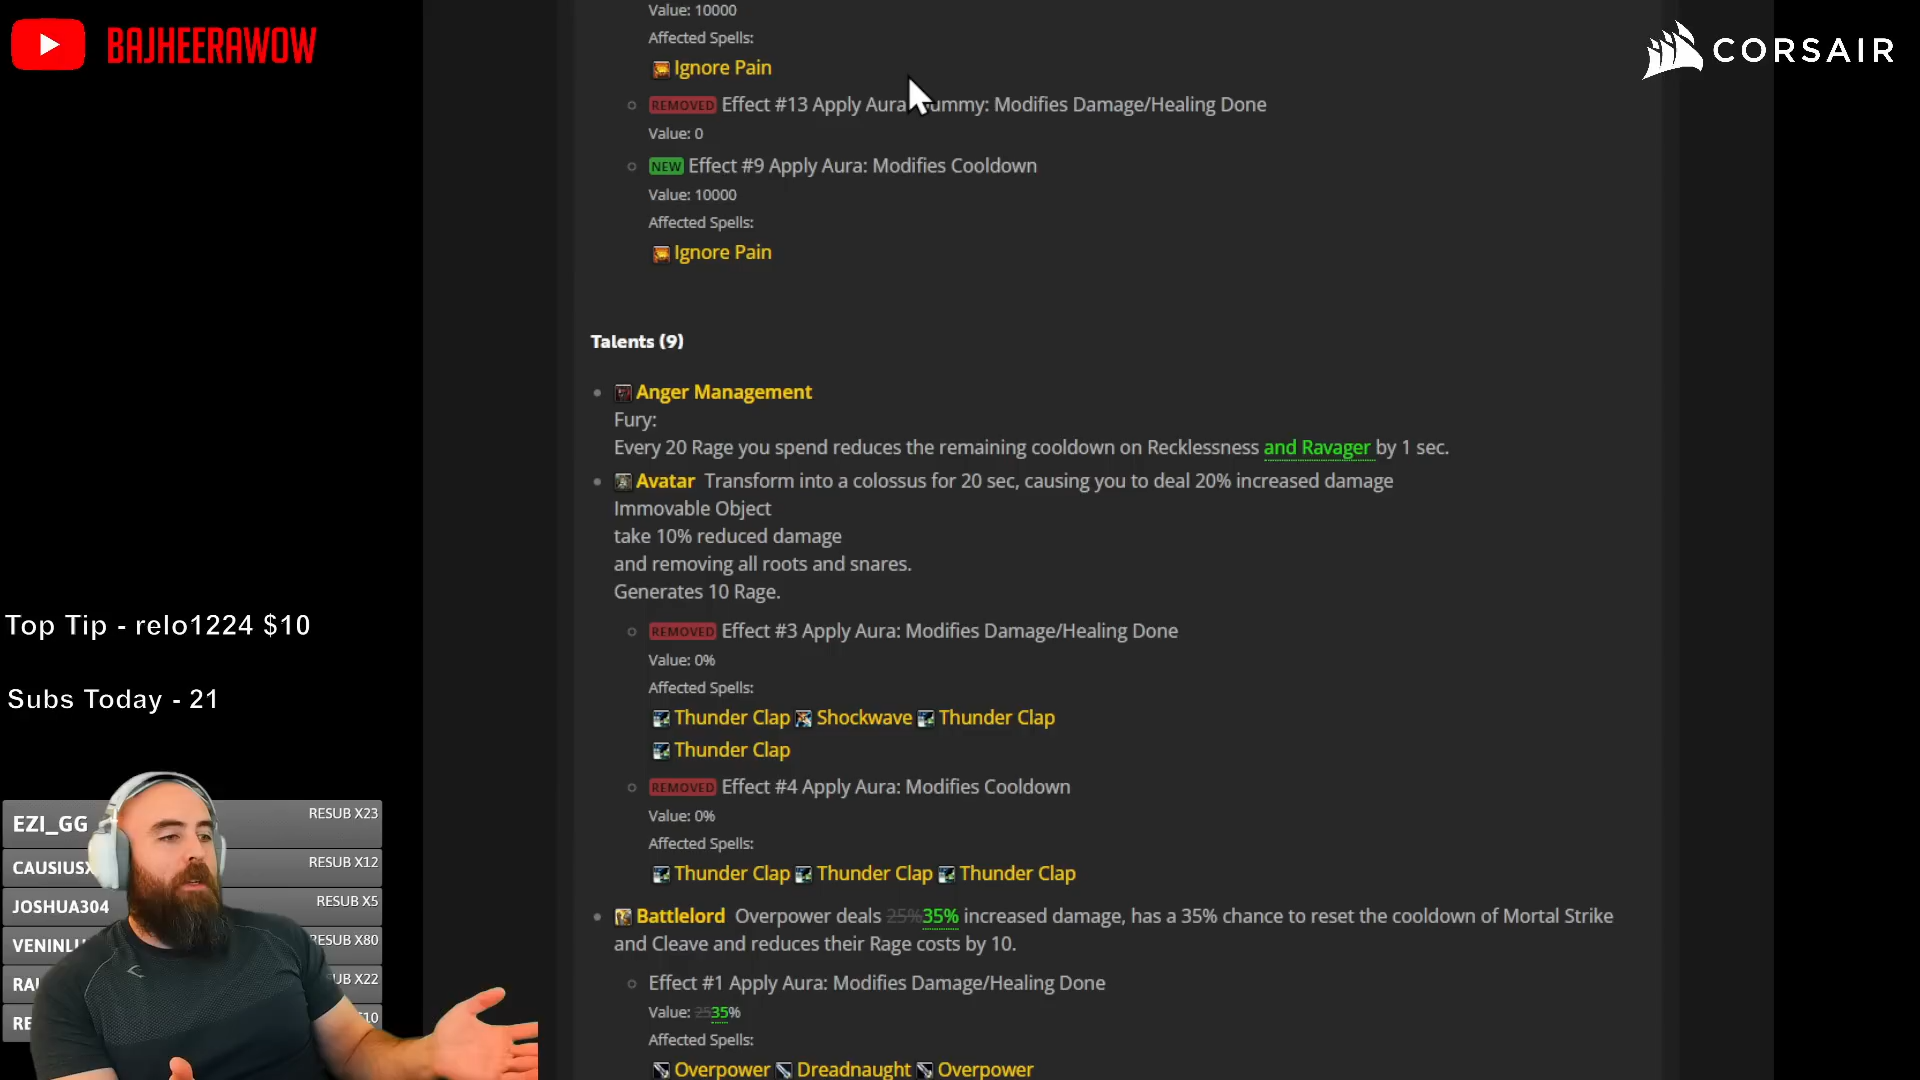 BAJHEERAWOW
CORSAIR
Value: 10000
Affected Spells:
Ignore Pain
REMOVED Effect #13 Apply Aura: Modifies Damage/Healing Done
Value: 0
NEW Effect #9 Apply Aura: Modifies Cooldown
Value: 10000
Affected Spells:
Ignore Pain
Talents (9)
Anger Management
Fury:
Every 20 Rage you spend reduces the remaining cooldown on Recklessness and Ravager by 1 sec.
Avatar Transform into a colossus for 20 sec, causing you to deal 20% increased damage
Immovable Object
take 10% reduced damage
and removing all roots and snares.
Generates 10 Rage.
REMOVED Effect #3 Apply Aura: Modifies Damage/Healing Done
Value: 0%
Affected Spells:
Thunder Clap Shockwave Thunder Clap
Thunder Clap
REMOVED Effect #4 Apply Aura: Modifies Cooldown
Value: 0%
Affected Spells:
Thunder Clap Thunder Clap Thunder Clap
Battlelord Overpower deals 25%35% increased damage, has a 35% chance to reset the cooldown of Mortal Strike
and Cleave and reduces their Rage costs by 10.
Effect #1 Apply Aura: Modifies Damage/Healing Done
Value: 2535%
Affected Spells:
Overpower Dreadnaught Overpower
Top Tip - relo1224 $10
Subs Today - 21
EZI_GG RESUB X23
RESUB X12
JOSHUA304 RESUB X5
RESUB X80
X22